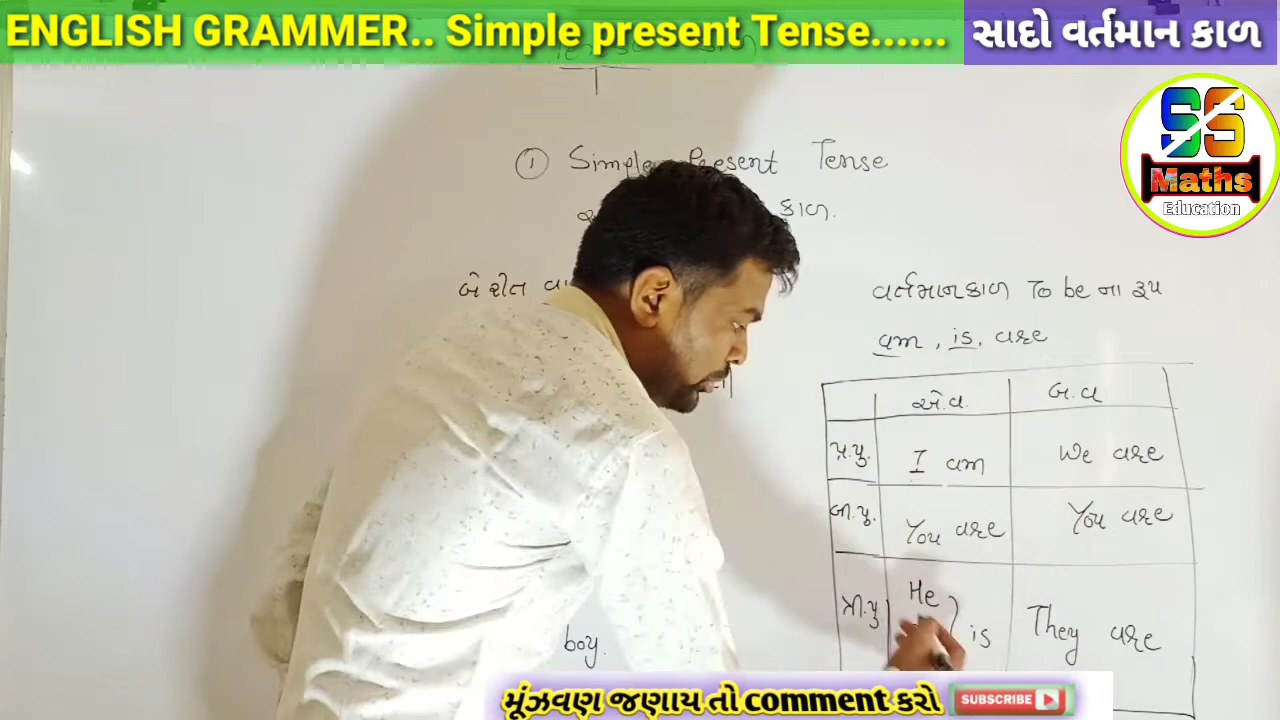 ENGLISH GRAMMER.. Simple present Tense......
સાદો વર્તમાન કાળ
SS
Maths
Education
① Simple Present Tense
કાળ.
બે રીત
વર્તમાનકાળ To be ના રૂપ
am, is, are
એ.વ. બ.વ
પ્ર.પુ. I am We are
બી.પુ. You are You are
ત્રી.પુ He is They are
boy.
મૂંઝવણ જણાય તો comment કરો
SUBSCRIBE